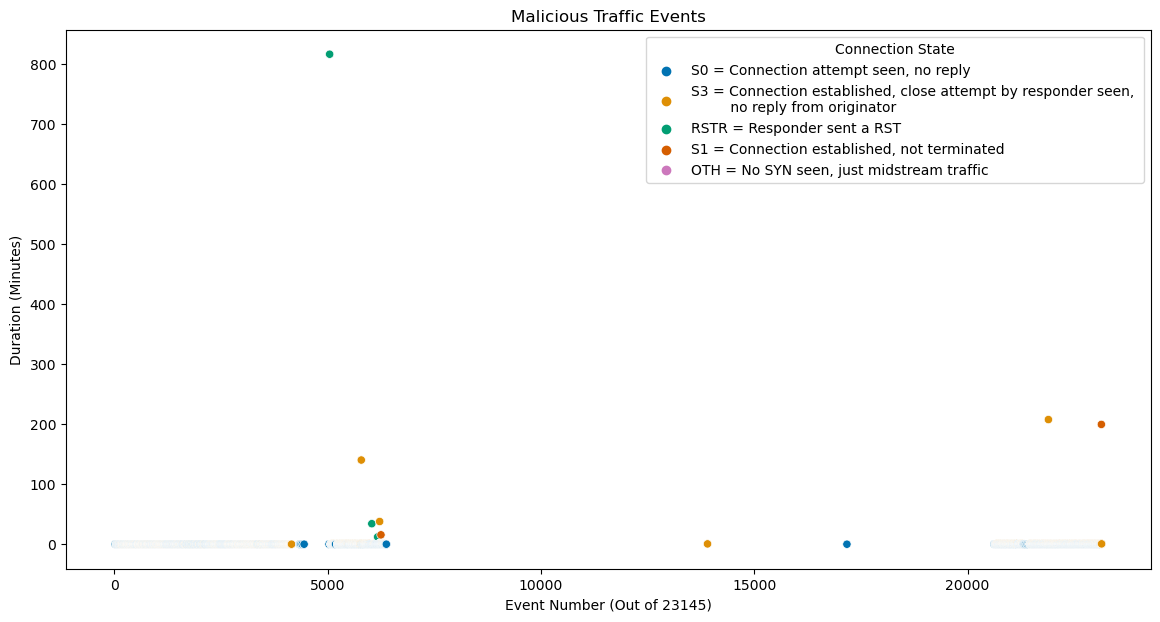 Malicious Traffic Events
Connection State
S0 = Connection attempt seen, no reply
S3 = Connection established, close attempt by responder seen,
no reply from originator
RSTR = Responder sent a RST
S1 = Connection established, not terminated
OTH = No SYN seen, just midstream traffic
Duration (Minutes)
800
700
600
500
400
300
200
100
0
0
5000
10000
15000
20000
Event Number (Out of 23145)